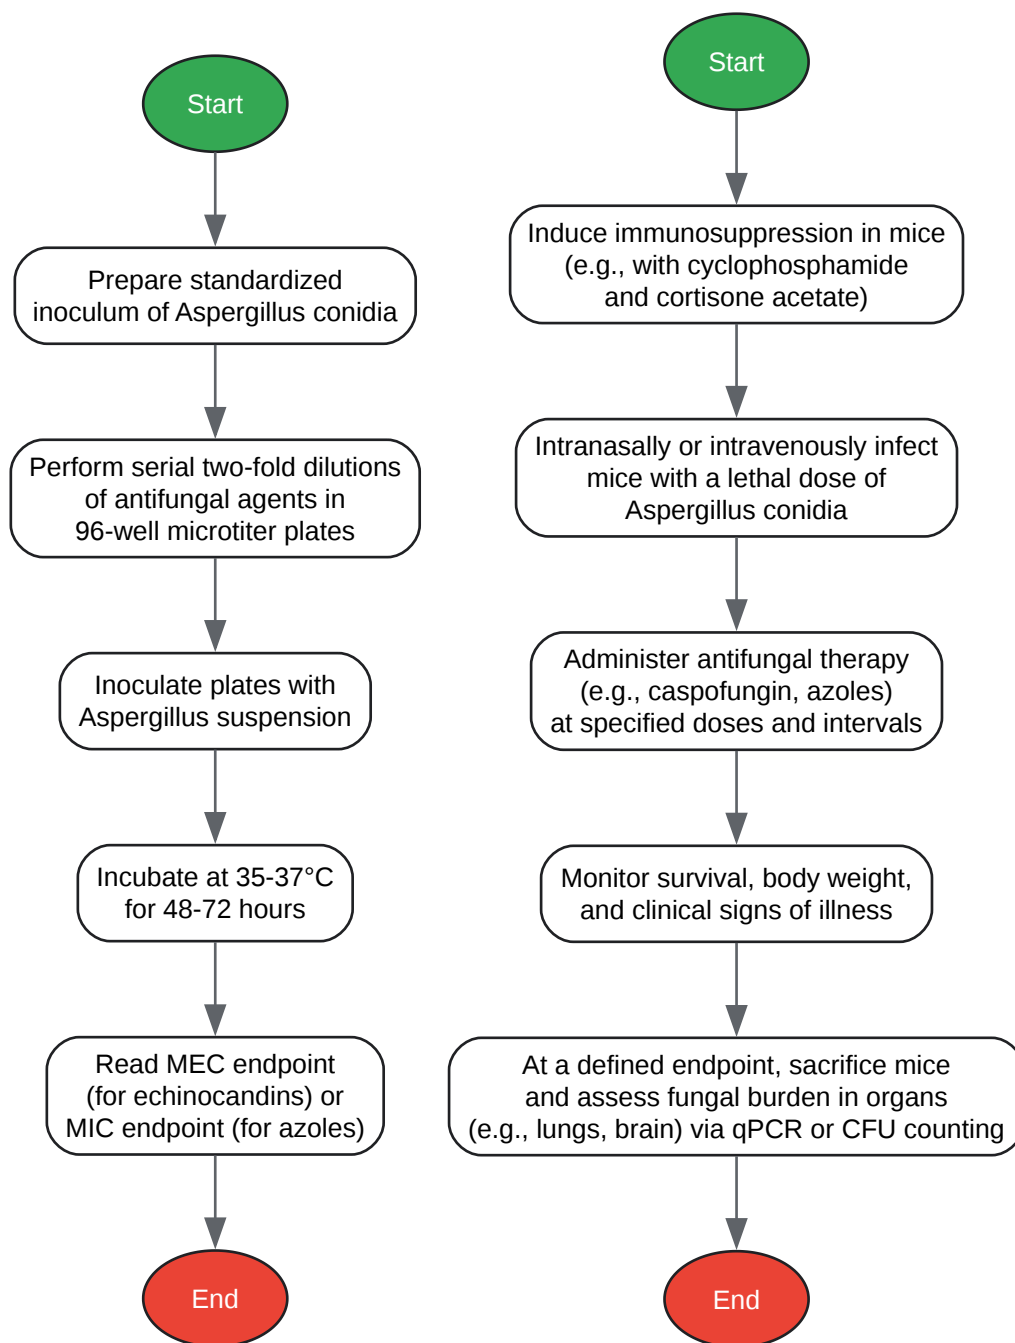 Start
Prepare standardized
inoculum of Aspergillus conidia
Perform serial two-fold dilutions
of antifungal agents in
96-well microtiter plates
Inoculate plates with
Aspergillus suspension
Incubate at 35-37°C
for 48-72 hours
Read MEC endpoint
(for echinocandins) or
MIC endpoint (for azoles)
End
Start
Induce immunosuppression in mice
(e.g., with cyclophosphamide
and cortisone acetate)
Intranasally or intravenously infect
mice with a lethal dose of
Aspergillus conidia
Administer antifungal therapy
(e.g., caspofungin, azoles)
at specified doses and intervals
Monitor survival, body weight,
and clinical signs of illness
At a defined endpoint, sacrifice mice
and assess fungal burden in organs
(e.g., lungs, brain) via qPCR or CFU counting
End